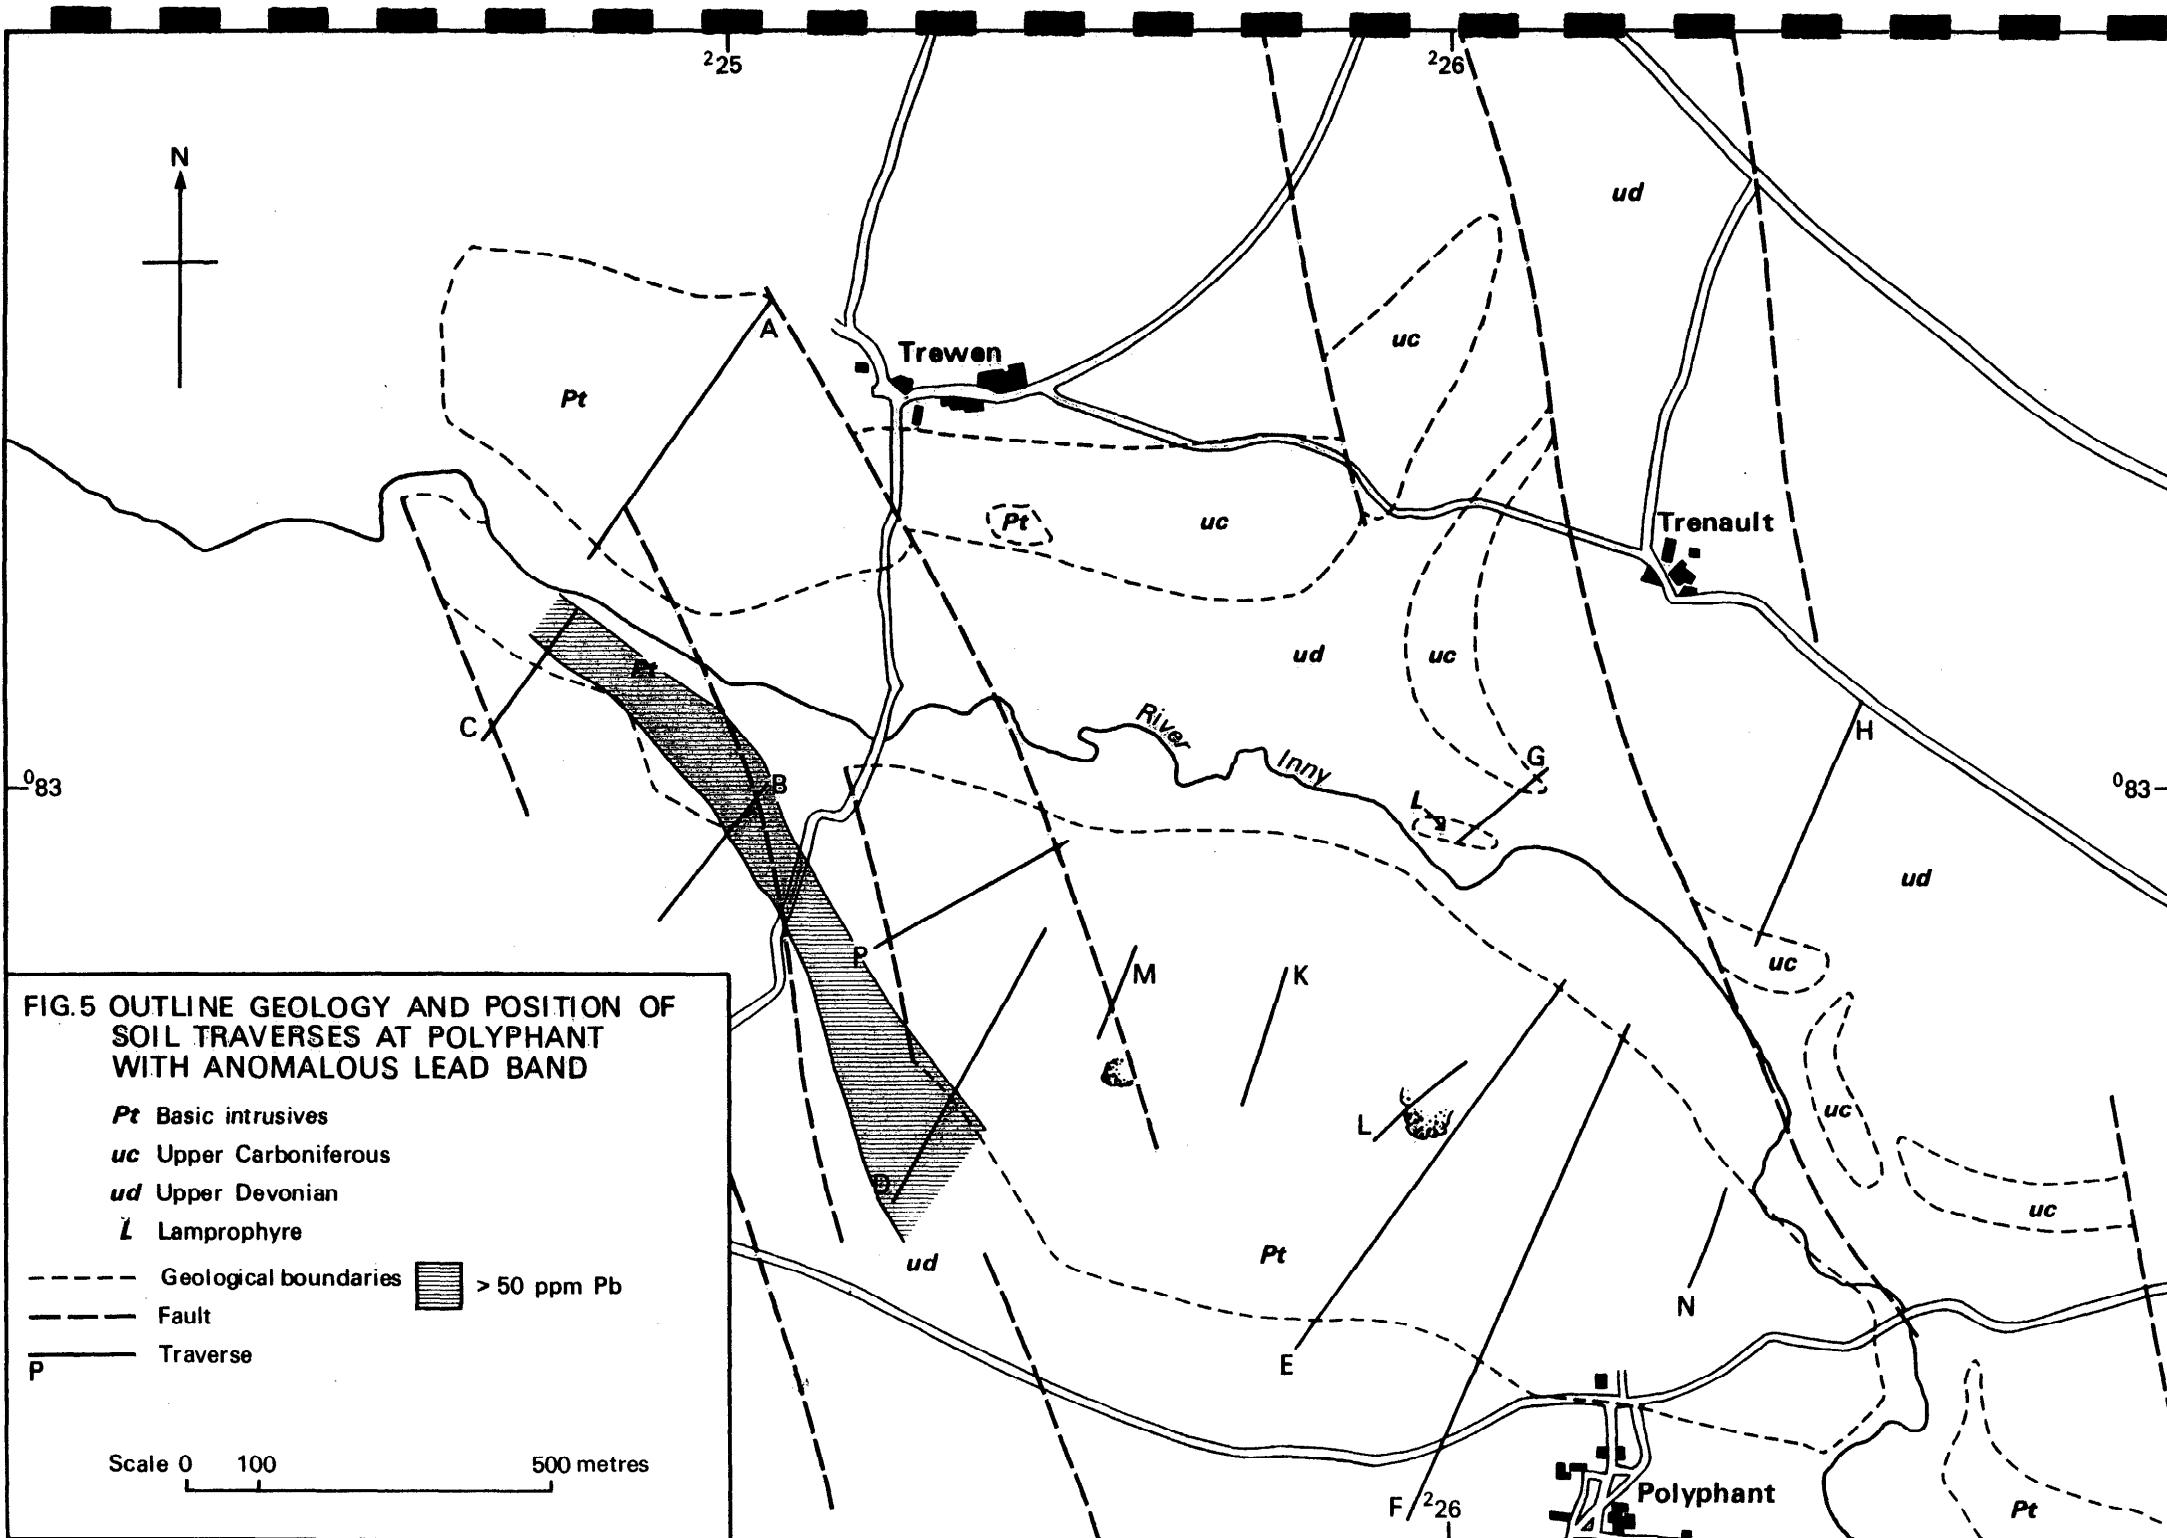 ²25
²26
N
ud
A
Trewen
uc
Pt
Pt
uc
Trenault
ud
uc
Pt
C
River
Inny
G
H
⁰83
B
L
⁰83
ud
P
M
K
uc
FIG.5 OUTLINE GEOLOGY AND POSITION OF
SOIL TRAVERSES AT POLYPHANT
WITH ANOMALOUS LEAD BAND
Pt Basic intrusives
uc Upper Carboniferous
ud Upper Devonian
L Lamprophyre
Geological boundaries
> 50 ppm Pb
Fault
Traverse
P
Scale 0 100 500 metres
L
uc
D
uc
ud
Pt
N
E
F
²26
Polyphant
Pt